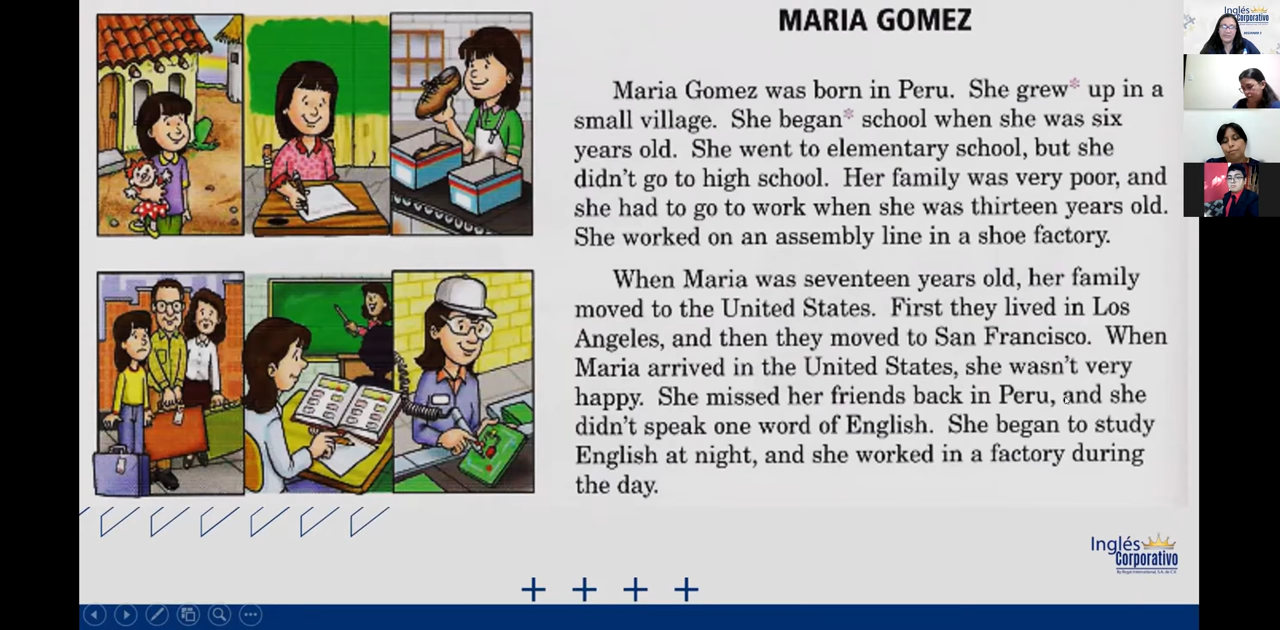 MARIA GOMEZ
Maria Gomez was born in Peru. She grew* up in a
small village. She began* school when she was six
years old. She went to elementary school, but she
didn't go to high school. Her family was very poor, and
she had to go to work when she was thirteen years old.
She worked on an assembly line in a shoe factory.
When Maria was seventeen years old, her family
moved to the United States. First they lived in Los
Angeles, and then they moved to San Francisco. When
Maria arrived in the United States, she wasn't very
happy. She missed her friends back in Peru, and she
didn't speak one word of English. She began to study
English at night, and she worked in a factory during
the day.
Inglés
Corporativo
Inglés
Corporativo